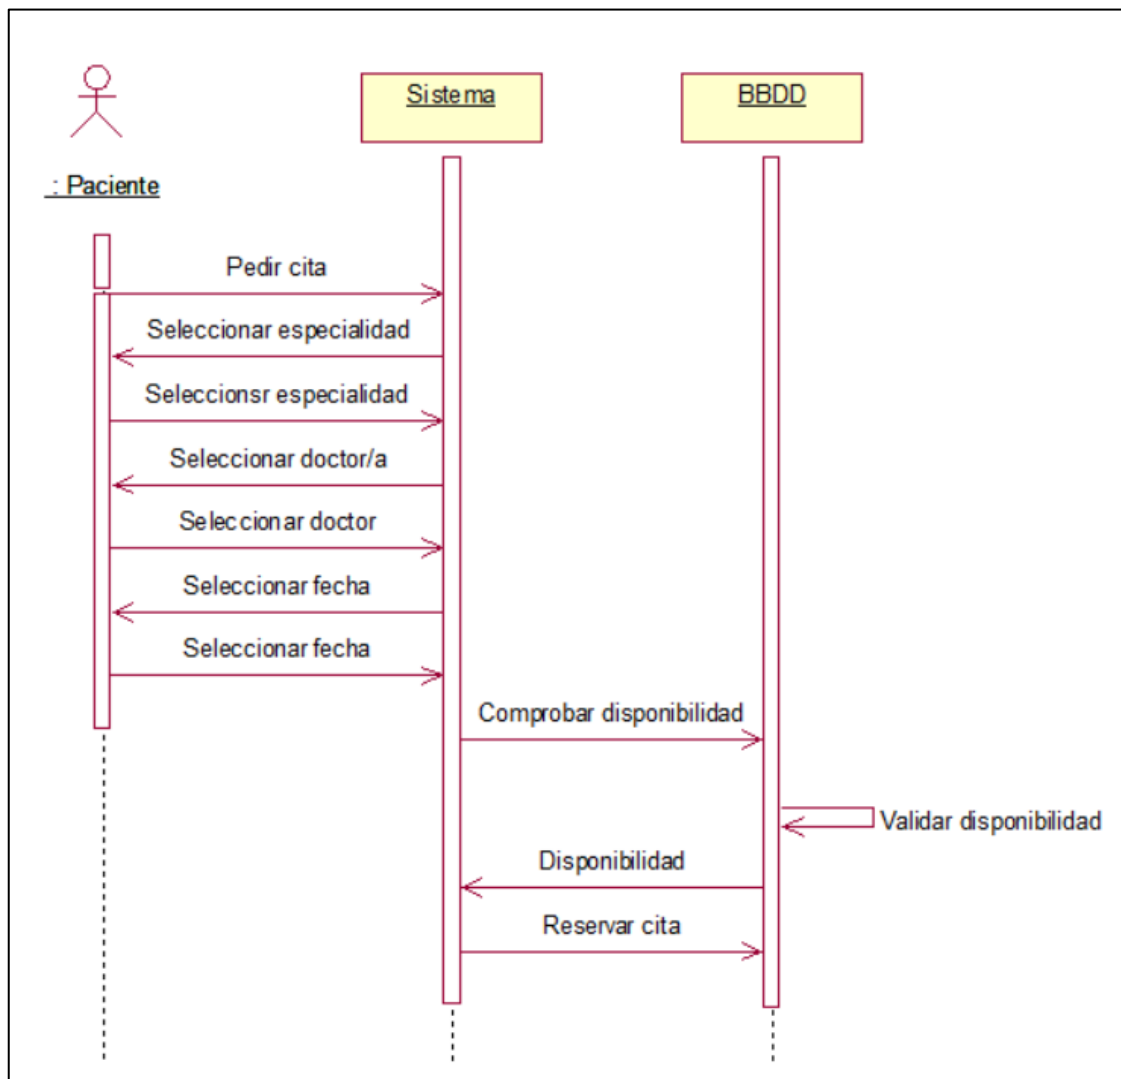 Sistema
BBDD
: Paciente
Pedir cita
Seleccionar especialidad
Seleccionsr especialidad
Seleccionar doctor/a
Seleccionar doctor
Seleccionar fecha
Seleccionar fecha
Comprobar disponibilidad
Validar disponibilidad
Disponibilidad
Reservar cita